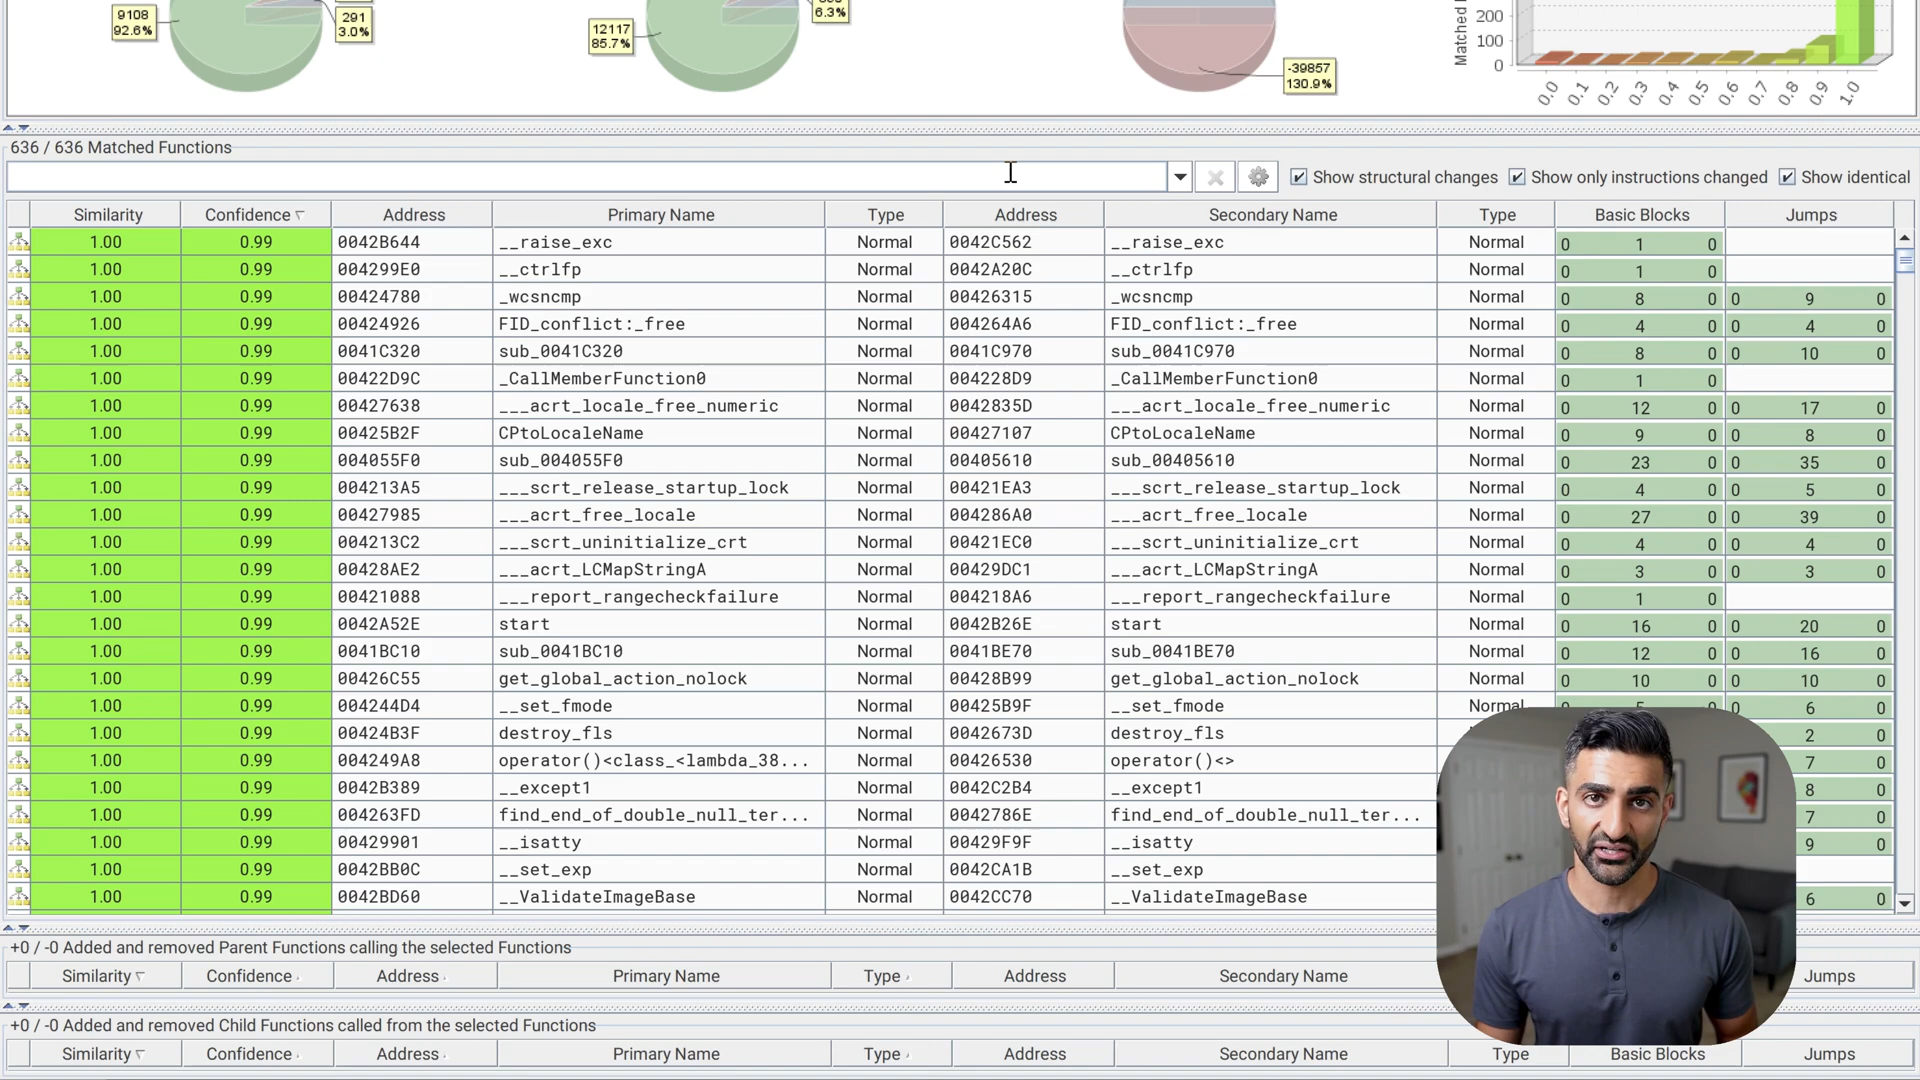 9108
92.6%
291
3.0%
12117
85.7%
6.3%
-39857
130.9%
Matched
200
100
0
0.0 0.1 0.2 0.3 0.4 0.5 0.6 0.7 0.8 0.9 1.0
636 / 636 Matched Functions
Show structural changes Show only instructions changed Show identical
Similarity Confidence Address Primary Name Type Address Secondary Name Type Basic Blocks Jumps
1.00 0.99 0042B644 __raise_exc Normal 0042C562 __raise_exc Normal 0 1 0
1.00 0.99 004299E0 __ctrlfp Normal 0042A20C __ctrlfp Normal 0 1 0
1.00 0.99 00424780 _wcsncmp Normal 00426315 _wcsncmp Normal 0 8 0 0 9 0
1.00 0.99 00424926 FID_conflict:_free Normal 004264A6 FID_conflict:_free Normal 0 4 0 0 4 0
1.00 0.99 0041C320 sub_0041C320 Normal 0041C970 sub_0041C970 Normal 0 8 0 0 10 0
1.00 0.99 00422D9C _CallMemberFunction0 Normal 004228D9 _CallMemberFunction0 Normal 0 1 0
1.00 0.99 00427638 ___acrt_locale_free_numeric Normal 0042835D ___acrt_locale_free_numeric Normal 0 12 0 0 17 0
1.00 0.99 00425B2F CPtoLocaleName Normal 00427107 CPtoLocaleName Normal 0 9 0 0 8 0
1.00 0.99 004055F0 sub_004055F0 Normal 00405610 sub_00405610 Normal 0 23 0 0 35 0
1.00 0.99 004213A5 ___scrt_release_startup_lock Normal 00421EA3 ___scrt_release_startup_lock Normal 0 4 0 0 5 0
1.00 0.99 00427985 ___acrt_free_locale Normal 004286A0 ___acrt_free_locale Normal 0 27 0 0 39 0
1.00 0.99 004213C2 ___scrt_uninitialize_crt Normal 00421EC0 ___scrt_uninitialize_crt Normal 0 4 0 0 4 0
1.00 0.99 00428AE2 ___acrt_LCMapStringA Normal 00429DC1 ___acrt_LCMapStringA Normal 0 3 0 0 3 0
1.00 0.99 00421088 ___report_rangecheckfailure Normal 004218A6 ___report_rangecheckfailure Normal 0 1 0
1.00 0.99 0042A52E start Normal 0042B26E start Normal 0 16 0 0 20 0
1.00 0.99 0041BC10 sub_0041BC10 Normal 0041BE70 sub_0041BE70 Normal 0 12 0 0 16 0
1.00 0.99 00426C55 get_global_action_nolock Normal 00428B99 get_global_action_nolock Normal 0 10 0 0 10 0
1.00 0.99 004244D4 __set_fmode Normal 00425B9F __set_fmode Normal 0 5 0 0 6 0
1.00 0.99 00424B3F destroy_fls Normal 0042673D destroy_fls 2 0
1.00 0.99 004249A8 operator()<class_<lambda_38... Normal 00426530 operator()<> 7 0
1.00 0.99 0042B389 __except1 Normal 0042C2B4 __except1 8 0
1.00 0.99 004263FD find_end_of_double_null_ter... Normal 0042786E find_end_of_double_null_ter... 7 0
1.00 0.99 00429901 __isatty Normal 00429F9F __isatty 9 0
1.00 0.99 0042BB0C __set_exp Normal 0042CA1B __set_exp
1.00 0.99 0042BD60 __ValidateImageBase Normal 0042CC70 __ValidateImageBase 6 0
+0 / -0 Added and removed Parent Functions calling the selected Functions
Similarity Confidence Address Primary Name Type Address Secondary Name Jumps
+0 / -0 Added and removed Child Functions called from the selected Functions
Similarity Confidence Address Primary Name Type Address Secondary Name Type Basic Blocks Jumps